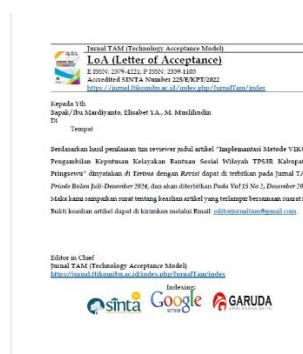 Jurnal TAM (Technology Acceptance Model)
LoA (Letter of Acceptance)
E ISSN: 2579-4221; P ISSN: 2339-1103
Accredited SINTA Number 225/E/KPT/2022
https://jurnal.ftikomibn.ac.id/index.php/JurnalTam/index
Kepada Yth
Bapak/Ibu Mardiyanto, Elisabet Y.A., M. Muslihudin
Di
Tempat
Berdasarkan hasil penilaian tim reviewer judul artikel "Implementasi Metode VIKO
Pengambilan Keputusan Kelayakan Bantuan Sosial Wilayah TPSJR Kabupat
Pringsewu" dinyatakan di Terima dengan Revisi dapat di terbitkan pada Jurnal TA
Priode Bulan Juli-Desember 2024, dan akan diterbitkan Pada Vol 15 No 2, Desember 20
Maka kami sampaikan surat tentang keaslian artikel yang terlampir bersamaan suarat
Bukti keaslian artikel dapat di kirimkan melalui Email: editorjurnaltam@gmail.com.
Editor in Chief
Jurnal TAM (Technology Acceptance Model)
https://jurnal.ftikomibn.ac.id/index.php/JurnalTam/index
Indexing:
sinta Google GARUDA